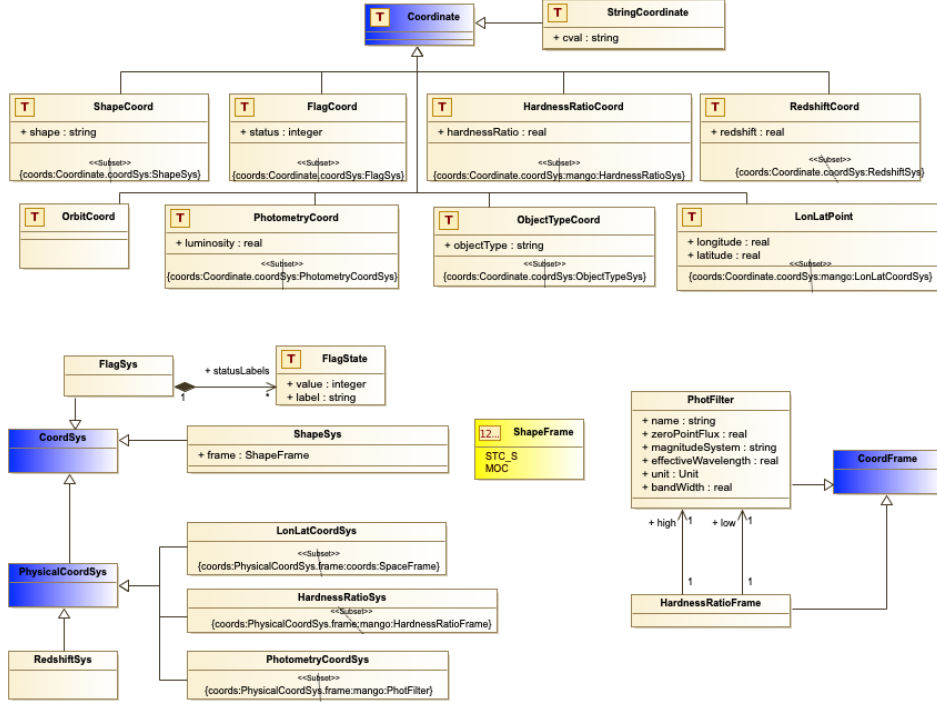 T Coordinate
T StringCoordinate
+ cval : string
T ShapeCoord
+ shape : string
<<Subset>>
{coords:Coordinate.coordSys:ShapeSys}
T FlagCoord
+ status : integer
<<Subset>>
{coords:Coordinate.coordSys:FlagSys}
T HardnessRatioCoord
+ hardnessRatio : real
<<Subset>>
{coords:Coordinate.coordSys:mango:HardnessRatioSys}
T RedshiftCoord
+ redshift : real
<<Subset>>
{coords:Coordinate.coordSys:RedshiftSys}
T OrbitCoord
T PhotometryCoord
+ luminosity : real
<<Subset>>
{coords:Coordinate.coordSys:PhotometryCoordSys}
T ObjectTypeCoord
+ objectType : string
<<Subset>>
{coords:Coordinate.coordSys:ObjectTypeSys}
T LonLatPoint
+ longitude : real
+ latitude : real
<<Subset>>
{coords:Coordinate.coordSys:mango:LonLatCoordSys}
FlagSys
+ statusLabels
1
*
T FlagState
+ value : integer
+ label : string
CoordSys
ShapeSys
+ frame : ShapeFrame
12... ShapeFrame
STC_S
MOC
PhotFilter
+ name : string
+ zeroPointFlux : real
+ magnitudeSystem : string
+ effectiveWavelength : real
+ unit : Unit
+ bandWidth : real
CoordFrame
+ high
1
+ low
1
1
1
HardnessRatioFrame
LonLatCoordSys
<<Subset>>
{coords:PhysicalCoordSys.frame:coords:SpaceFrame}
PhysicalCoordSys
HardnessRatioSys
<<Subset>>
{coords:PhysicalCoordSys.frame:mango:HardnessRatioFrame}
RedshiftSys
PhotometryCoordSys
<<Subset>>
{coords:PhysicalCoordSys.frame:mango:PhotFilter}